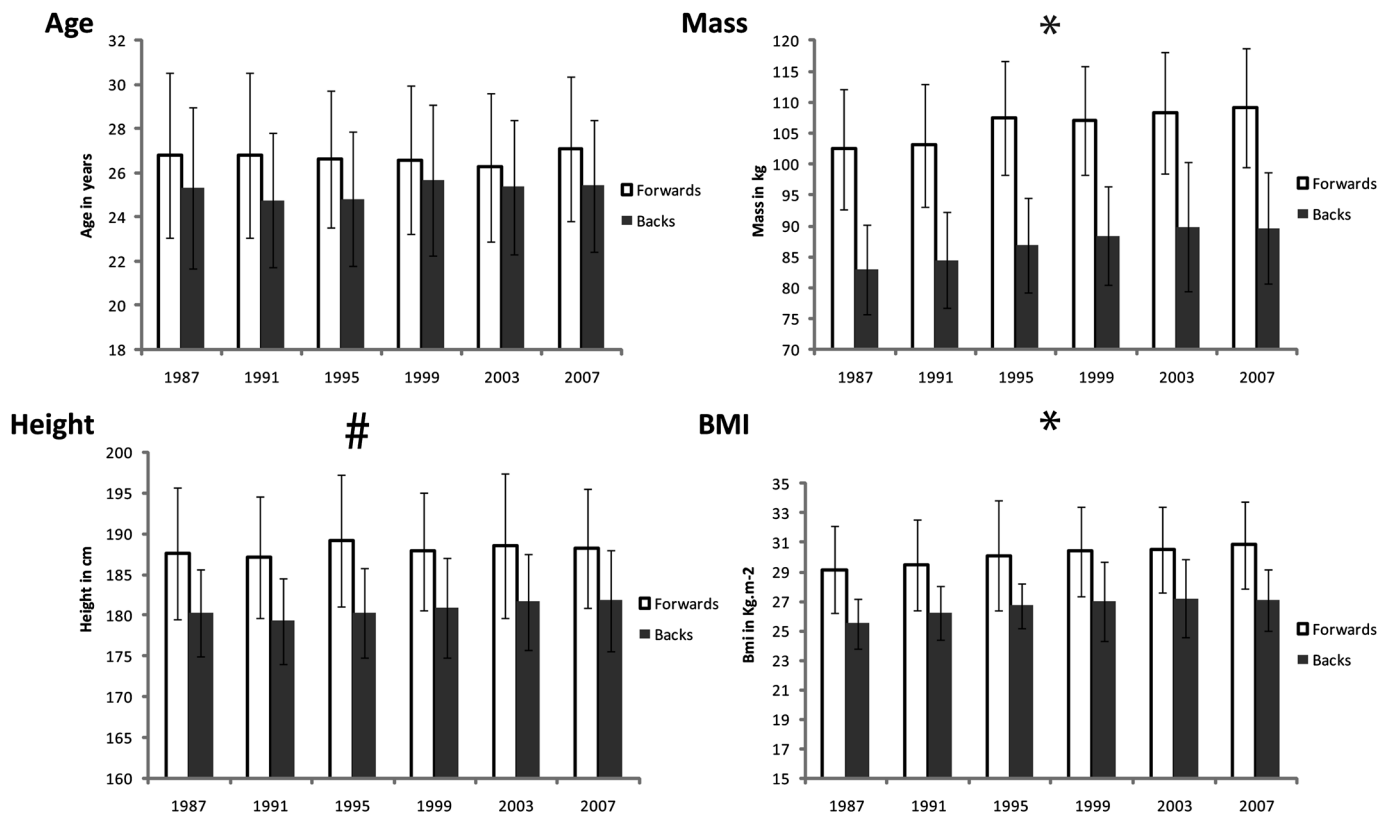 Age
32
30
28
26
24
22
20
18
Age in years
1987 1991 1995 1999 2003 2007
Forwards
Backs
Mass
*
120
115
110
105
100
95
90
85
80
75
70
Mass in kg
1987 1991 1995 1999 2003 2007
Forwards
Backs
Height
#
200
195
190
185
180
175
170
165
160
Height in cm
1987 1991 1995 1999 2003 2007
Forwards
Backs
BMI
*
35
33
31
29
27
25
23
21
19
17
15
Bmi in Kg.m-2
1987 1991 1995 1999 2003 2007
Forwards
Backs